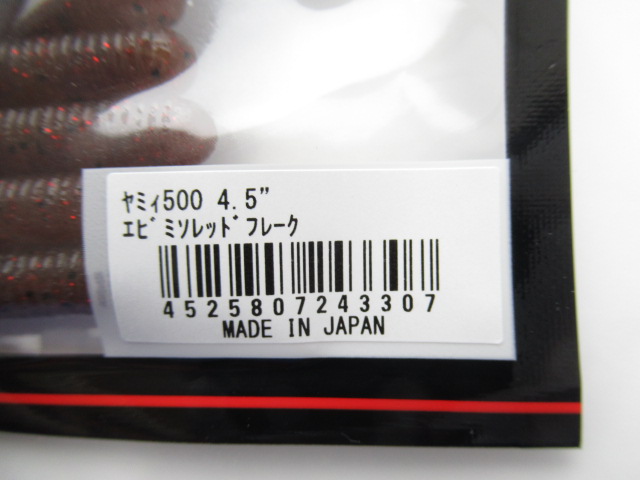 ﾔﾐｨ500 4.5”
ｴﾋﾞﾐｿﾚｯﾄﾞﾌﾚｰｸ
4525807243307
MADE IN JAPAN